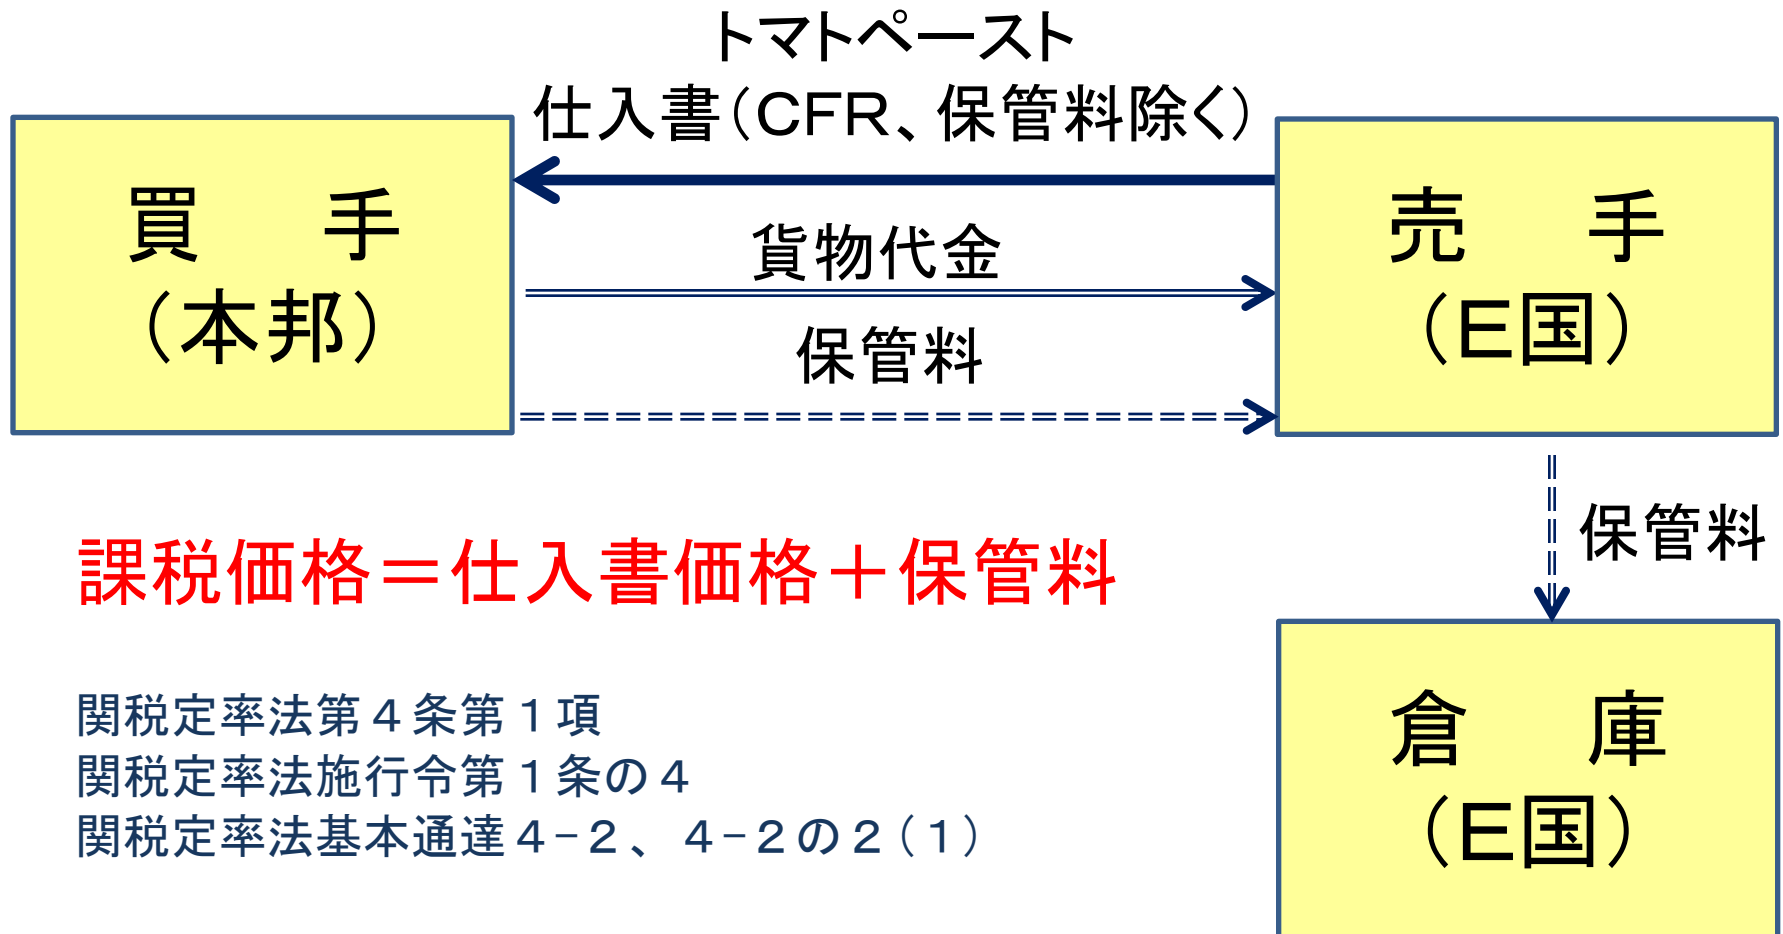 トマトペースト
仕入書（CFR、保管料除く）
買　手
（本邦）
売　手
（E国）
貨物代金
保管料
保管料
課税価格＝仕入書価格＋保管料
関税定率法第４条第１項
関税定率法施行令第１条の４
関税定率法基本通達４−２、４−２の２（１）
倉　庫
（E国）